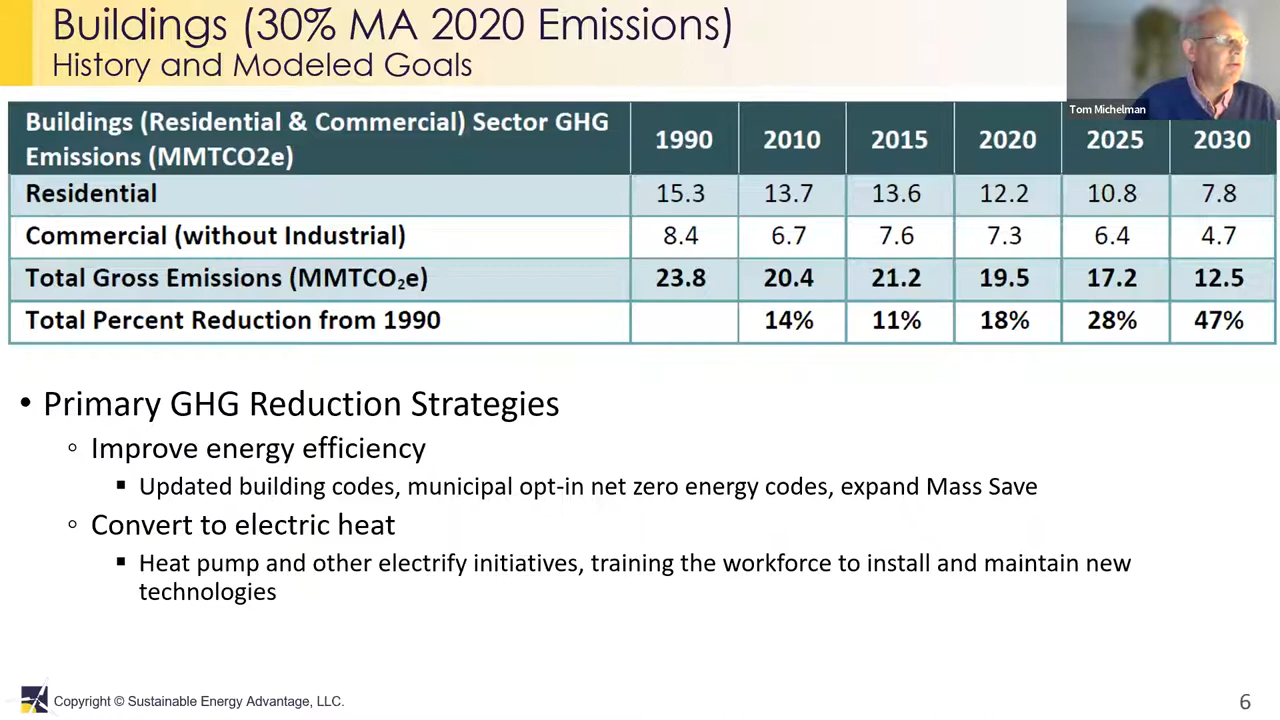 Buildings (30% MA 2020 Emissions)
History and Modeled Goals
Tom Michelman
Buildings (Residential & Commercial) Sector GHG
Emissions (MMTCO2e) 1990 2010 2015 2020 2025 2030
Residential 15.3 13.7 13.6 12.2 10.8 7.8
Commercial (without Industrial) 8.4 6.7 7.6 7.3 6.4 4.7
Total Gross Emissions (MMTCO₂e) 23.8 20.4 21.2 19.5 17.2 12.5
Total Percent Reduction from 1990 14% 11% 18% 28% 47%
• Primary GHG Reduction Strategies
◦ Improve energy efficiency
▪ Updated building codes, municipal opt-in net zero energy codes, expand Mass Save
◦ Convert to electric heat
▪ Heat pump and other electrify initiatives, training the workforce to install and maintain new
technologies
Copyright © Sustainable Energy Advantage, LLC.
6